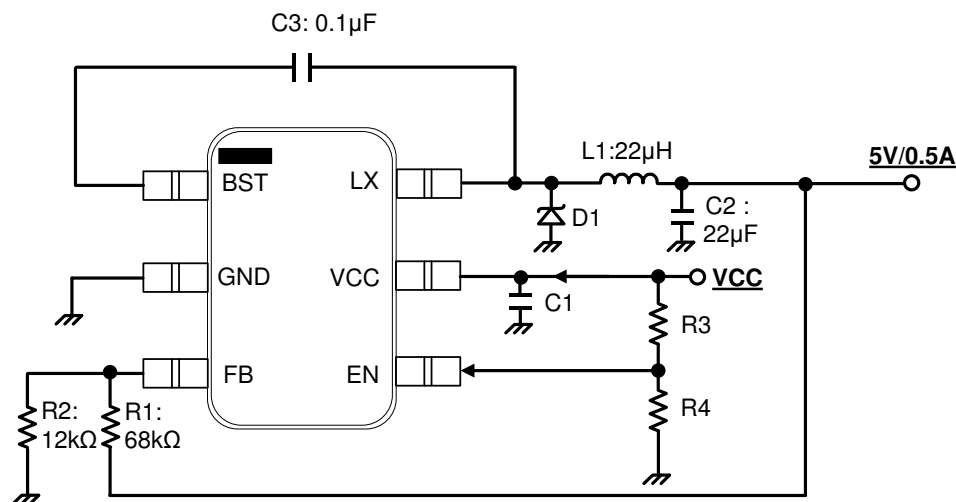 C3: 0.1µF
BST
LX
L1:22µH
5V/0.5A
D1
C2 :
22µF
GND
VCC
C1
VCC
R3
FB
EN
R4
R2:
12kΩ
R1:
68kΩ